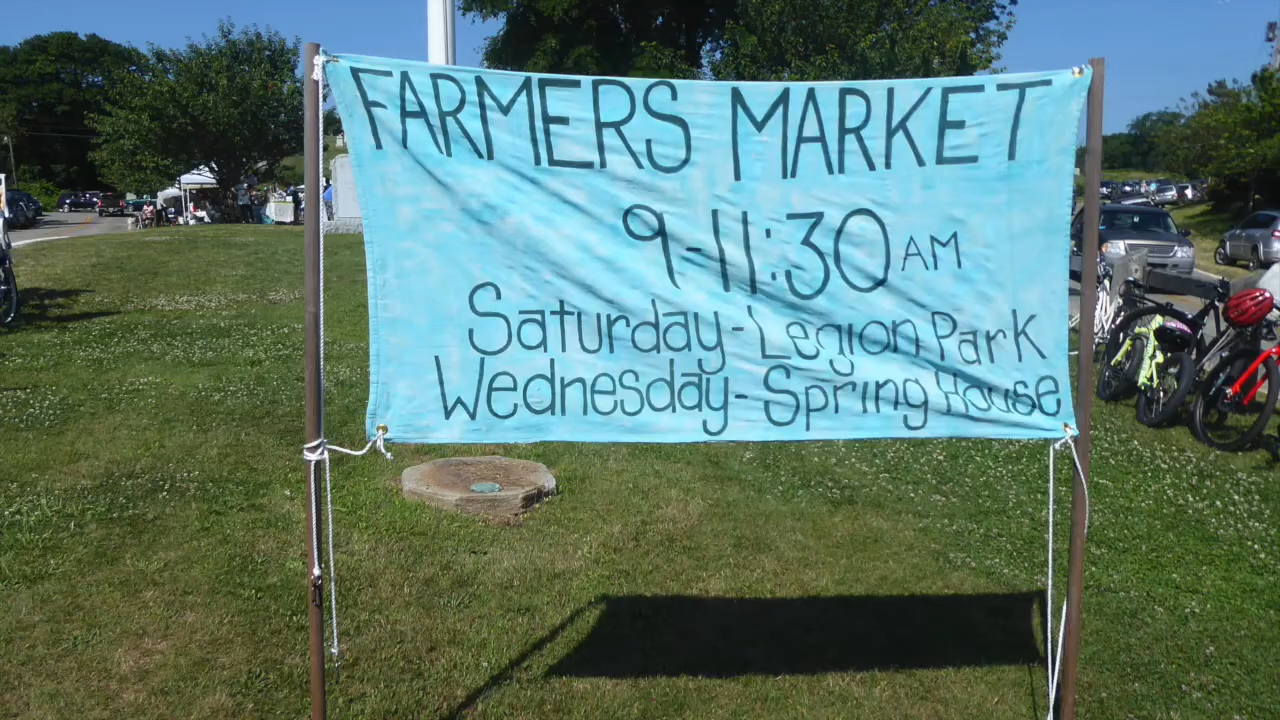 FARMERS MARKET
9-11:30 AM
Saturday-Legion Park
Wednesday-Spring House